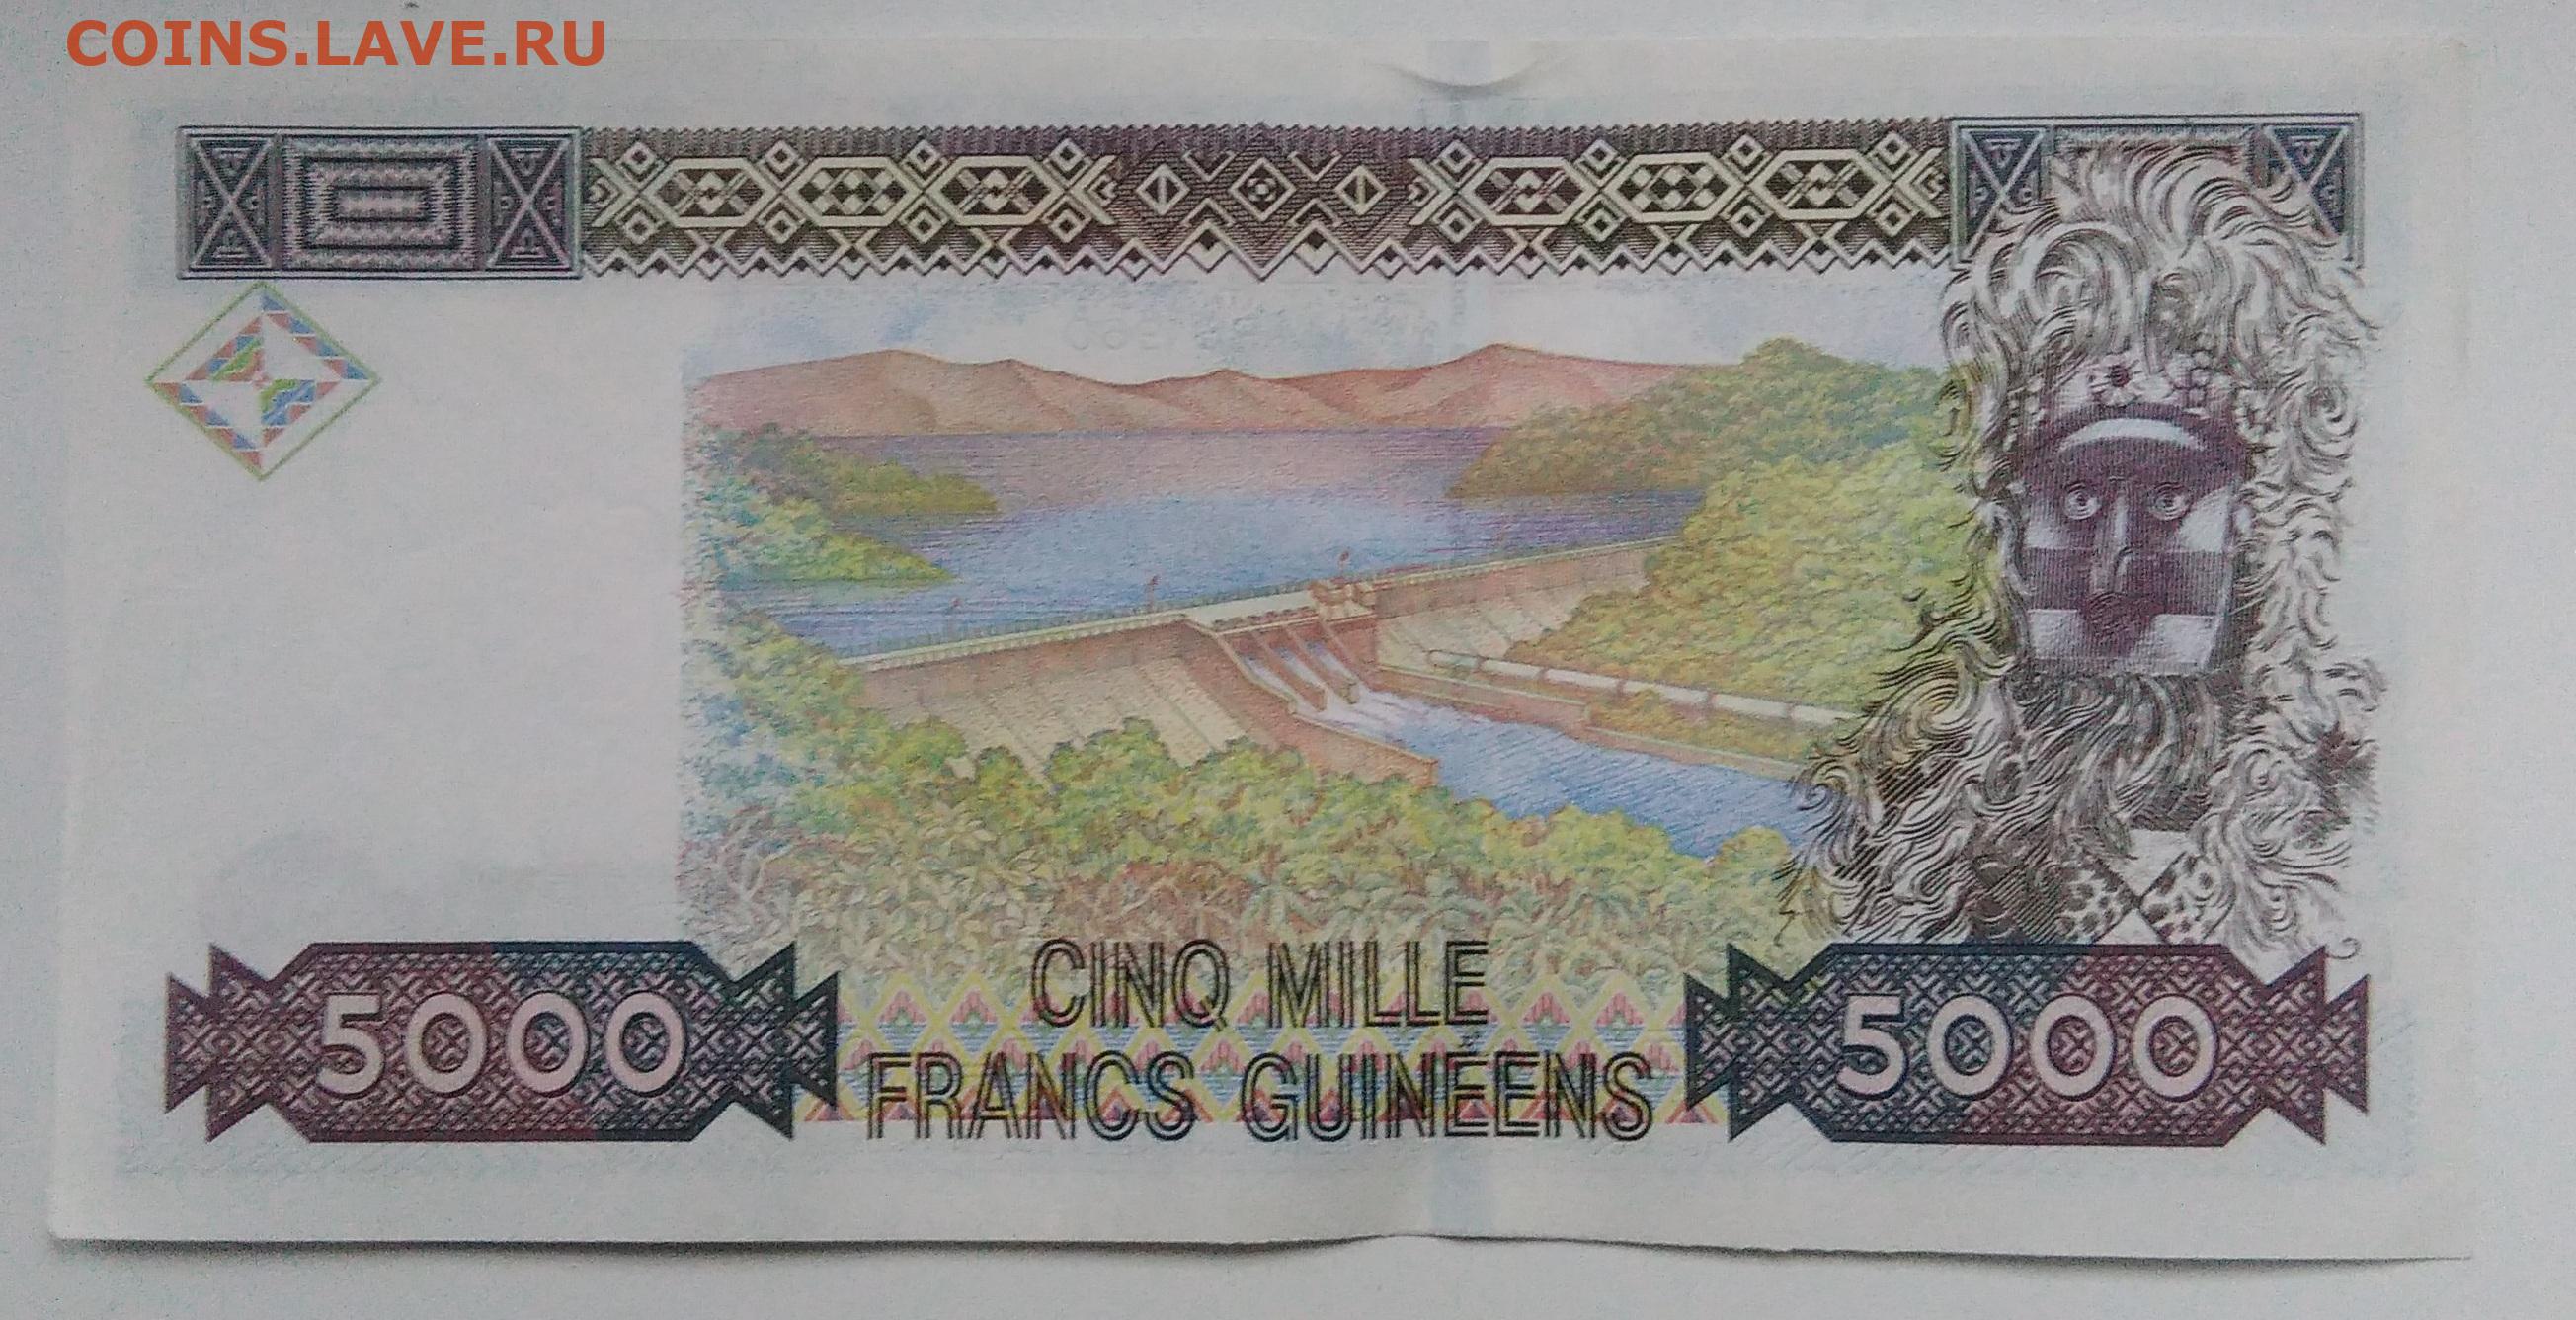 COINS.LAVE.RU
5000
CINQ MILLE
FRANCS GUINÉENS
5000